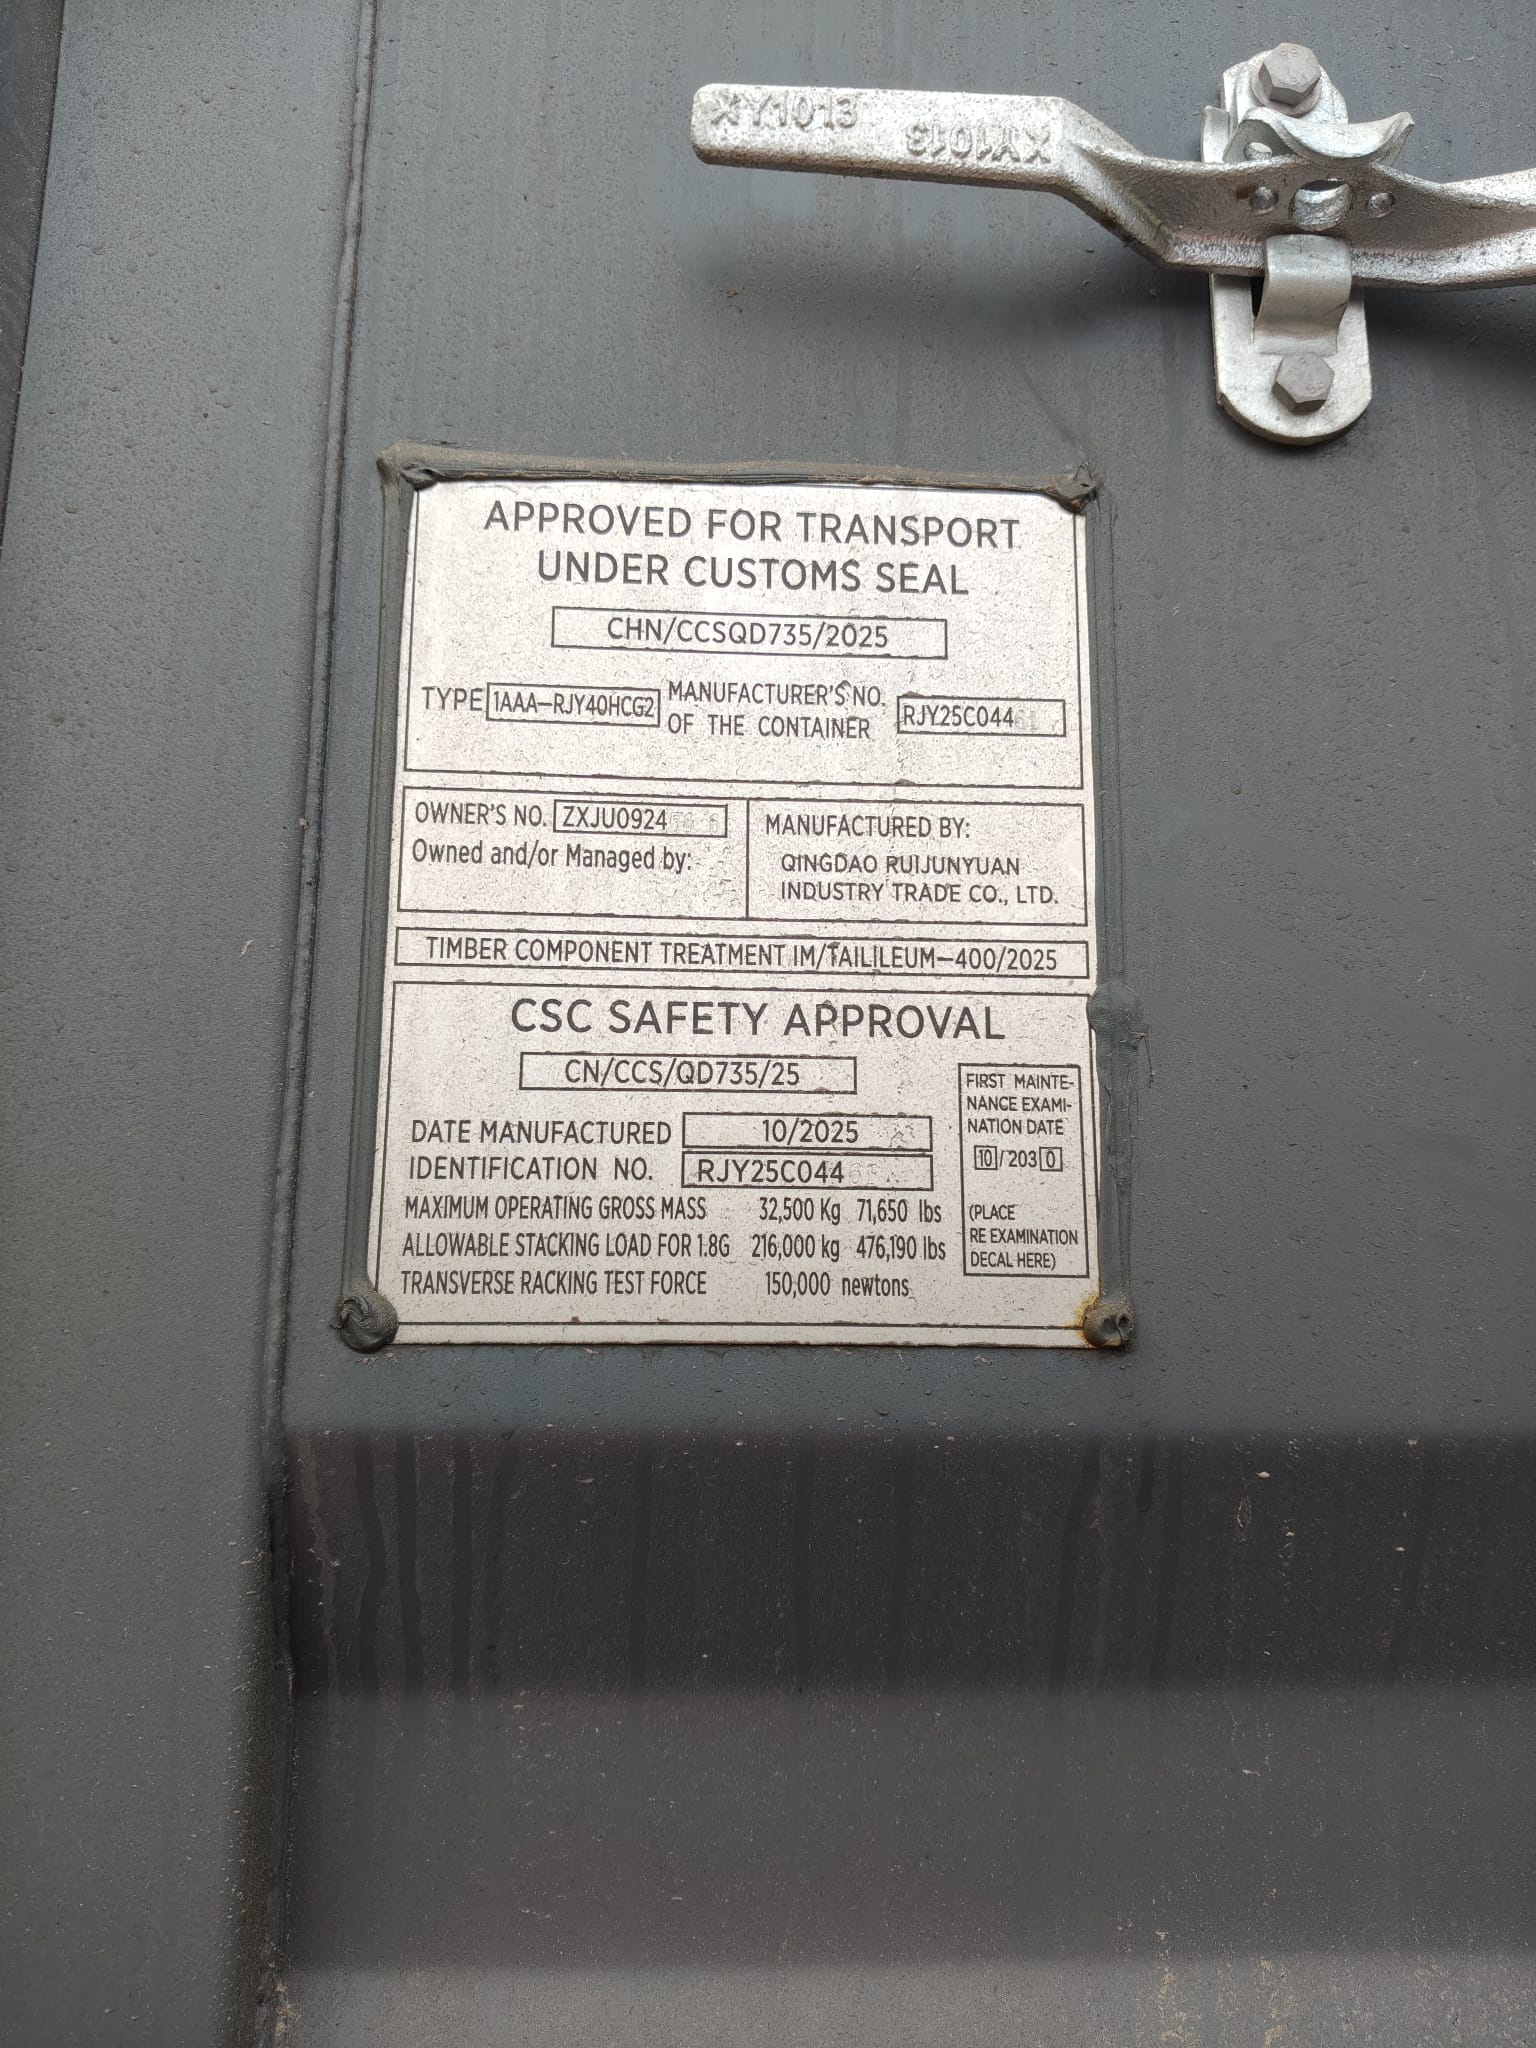 XY1013
XY1013
APPROVED FOR TRANSPORT
UNDER CUSTOMS SEAL
CHN/CCSQD735/2025
TYPE 1AAA-RJY40HCG2 MANUFACTURER'S NO. OF THE CONTAINER RJY25C04461
OWNER'S NO. ZXJU0924
Owned and/or Managed by:
MANUFACTURED BY:
QINGDAO RUIJUNYUAN
INDUSTRY TRADE CO., LTD.
TIMBER COMPONENT TREATMENT IM/TAILILEUM-400/2025
CSC SAFETY APPROVAL
CN/CCS/QD735/25
DATE MANUFACTURED 10/2025
IDENTIFICATION NO. RJY25C04461
MAXIMUM OPERATING GROSS MASS 32,500 Kg 71,650 lbs
ALLOWABLE STACKING LOAD FOR 1.8G 216,000 kg 476,190 lbs
TRANSVERSE RACKING TEST FORCE 150,000 newtons
FIRST MAINTE-
NANCE EXAMI-
NATION DATE
10/2030
(PLACE
RE EXAMINATION
DECAL HERE)